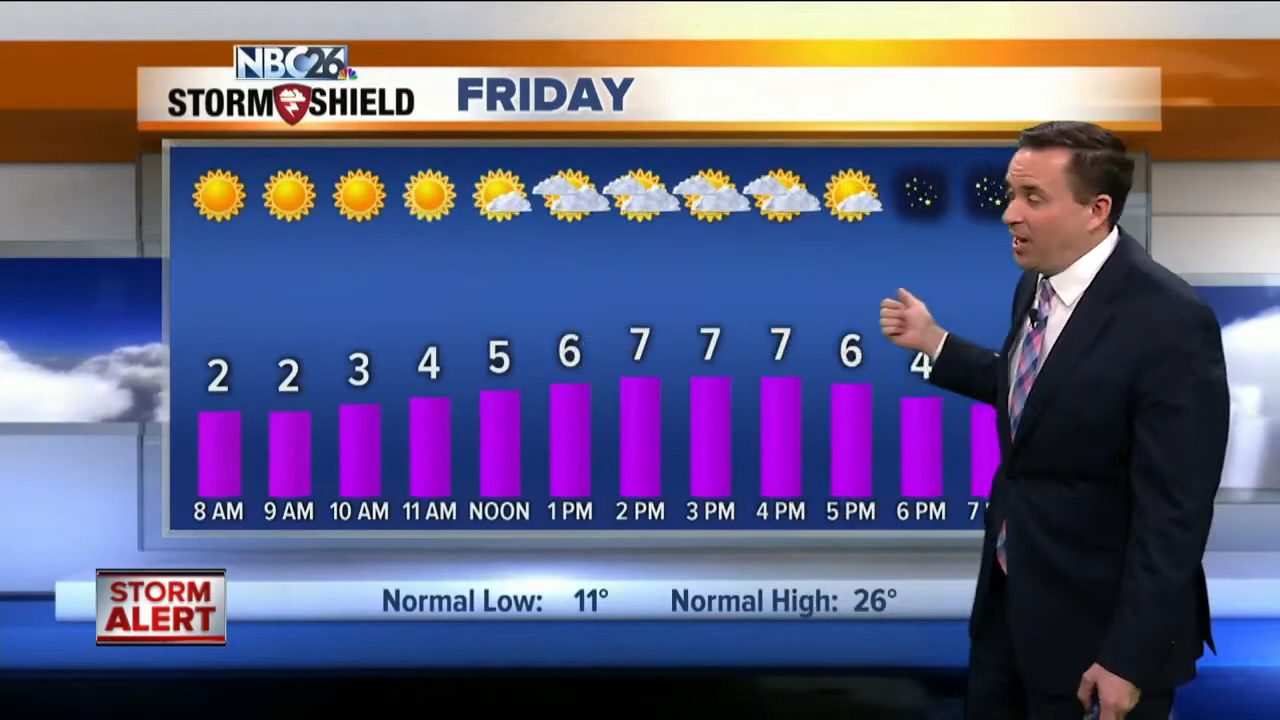 NBC26
STORM SHIELD
FRIDAY
2 2 3 4 5 6 7 7 7 6 4
8 AM 9 AM 10 AM 11 AM NOON 1 PM 2 PM 3 PM 4 PM 5 PM 6 PM 7
STORM
ALERT
Normal Low: 11° Normal High: 26°